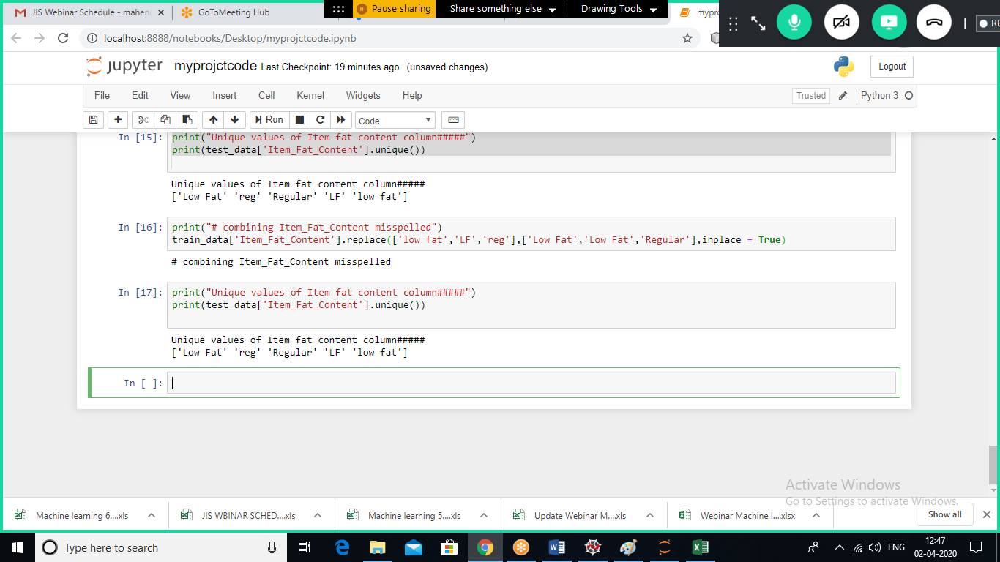 JIS Webinar Schedule - mahen
GoToMeeting Hub
Pause sharing
Share something else
Drawing Tools
mypro
localhost:8888/notebooks/Desktop/myprojctcode.ipynb
RE
jupyter myprojctcode Last Checkpoint: 19 minutes ago (unsaved changes)
Logout
File Edit View Insert Cell Kernel Widgets Help
Trusted
Python 3
Run
Code
In [15]: print("Unique values of Item fat content column#####")
print(test_data['Item_Fat_Content'].unique())
Unique values of Item fat content column#####
['Low Fat' 'reg' 'Regular' 'LF' 'low fat']
In [16]: print("# combining Item_Fat_Content misspelled")
train_data['Item_Fat_Content'].replace(['low fat','LF','reg'],['Low Fat','Low Fat','Regular'],inplace = True)
# combining Item_Fat_Content misspelled
In [17]: print("Unique values of Item fat content column#####")
print(test_data['Item_Fat_Content'].unique())
Unique values of Item fat content column#####
['Low Fat' 'reg' 'Regular' 'LF' 'low fat']
In [ ]:
Activate Windows
Go to Settings to activate Windows.
Machine learning 6....xls
JIS WBINAR SCHED....xls
Machine learning 5....xls
Update Webinar M....xls
Webinar Machine l....xlsx
Show all
Type here to search
ENG
12:47
02-04-2020